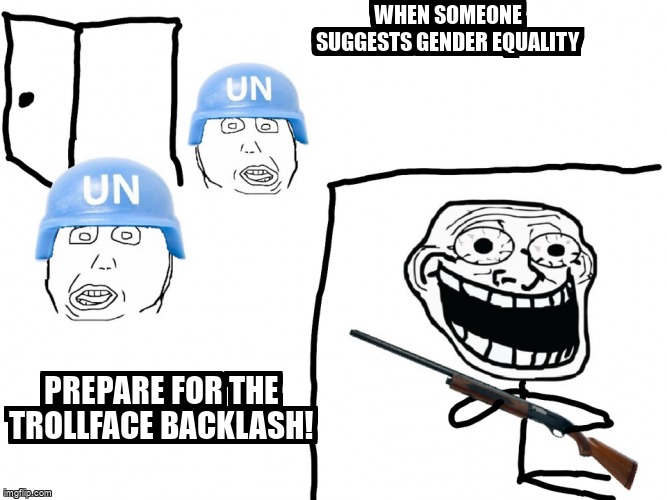 WHEN SOMEONE
SUGGESTS GENDER EQUALITY
UN
UN
PREPARE FOR THE
TROLLFACE BACKLASH!
imgflip.com